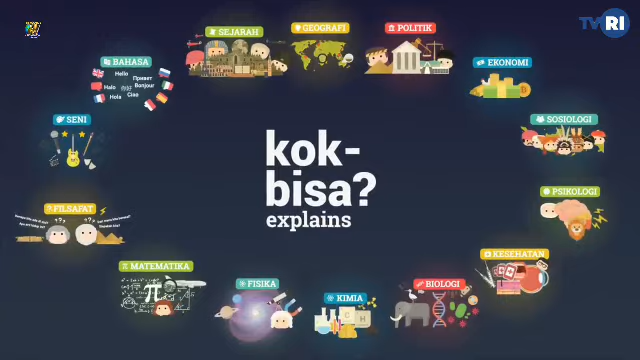 TVRI
SEJARAH
GEOGRAFI
POLITIK
BAHASA
EKONOMI
Hello
Привет
Halo
Bonjour
Hola
Ciao
SENI
SOSIOLOGI
kok-
bisa?
explains
PSIKOLOGI
FILSAFAT
???
???
MATEMATIKA
π
KESEHATAN
FISIKA
KIMIA
BIOLOGI
C H